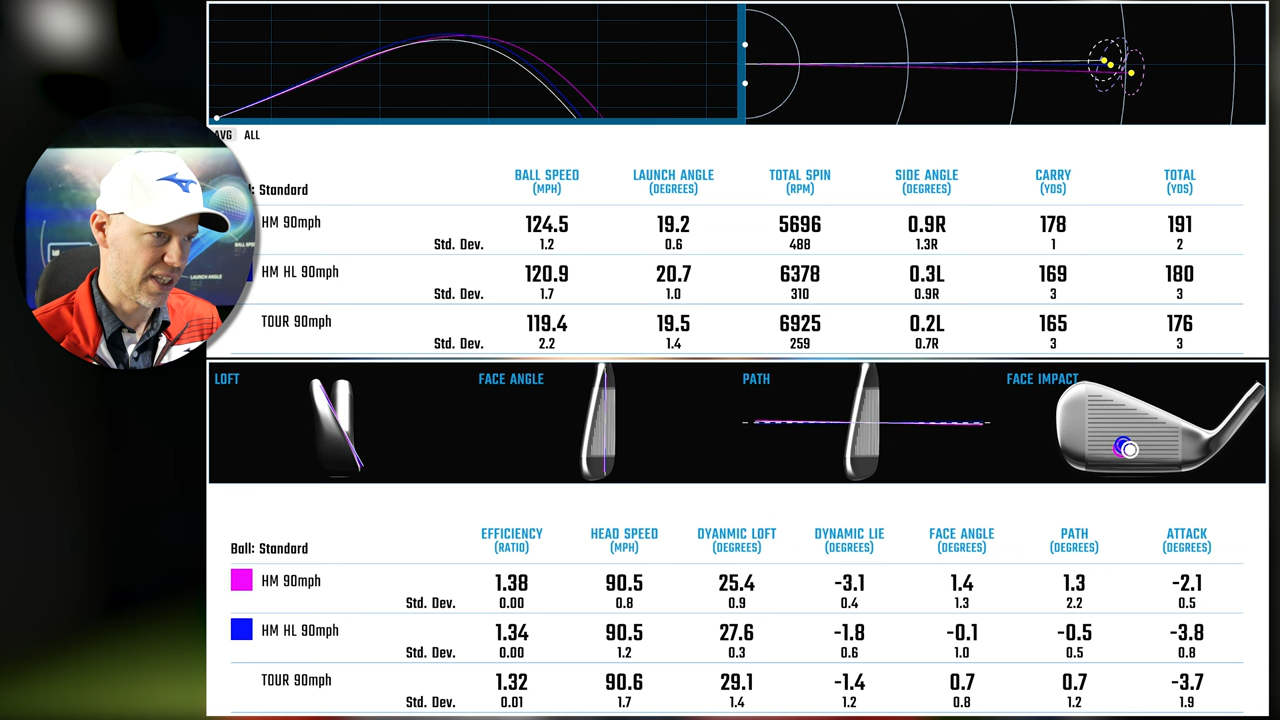 AVG ALL
BALL SPEED LAUNCH ANGLE TOTAL SPIN SIDE ANGLE CARRY TOTAL
(MPH) (DEGREES) (RPM) (DEGREES) (YDS) (YDS)
: Standard
HM 90mph 124.5 19.2 5696 0.9R 178 191
Std. Dev. 1.2 0.6 488 1.3R 1 2
HM HL 90mph 120.9 20.7 6378 0.3L 169 180
Std. Dev. 1.7 1.0 310 0.9R 3 3
TOUR 90mph 119.4 19.5 6925 0.2L 165 176
Std. Dev. 2.2 1.4 259 0.7R 3 3
LOFT FACE ANGLE PATH FACE IMPACT
EFFICIENCY HEAD SPEED DYANMIC LOFT DYNAMIC LIE FACE ANGLE PATH ATTACK
(RATIO) (MPH) (DEGREES) (DEGREES) (DEGREES) (DEGREES) (DEGREES)
Ball: Standard
HM 90mph 1.38 90.5 25.4 -3.1 1.4 1.3 -2.1
Std. Dev. 0.00 0.8 0.9 0.4 1.3 2.2 0.5
HM HL 90mph 1.34 90.5 27.6 -1.8 -0.1 -0.5 -3.8
Std. Dev. 0.00 1.2 0.3 0.6 1.0 0.5 0.8
TOUR 90mph 1.32 90.6 29.1 -1.4 0.7 0.7 -3.7
Std. Dev. 0.01 1.7 1.4 1.2 0.8 1.2 1.9
LAUNCH ANGLE